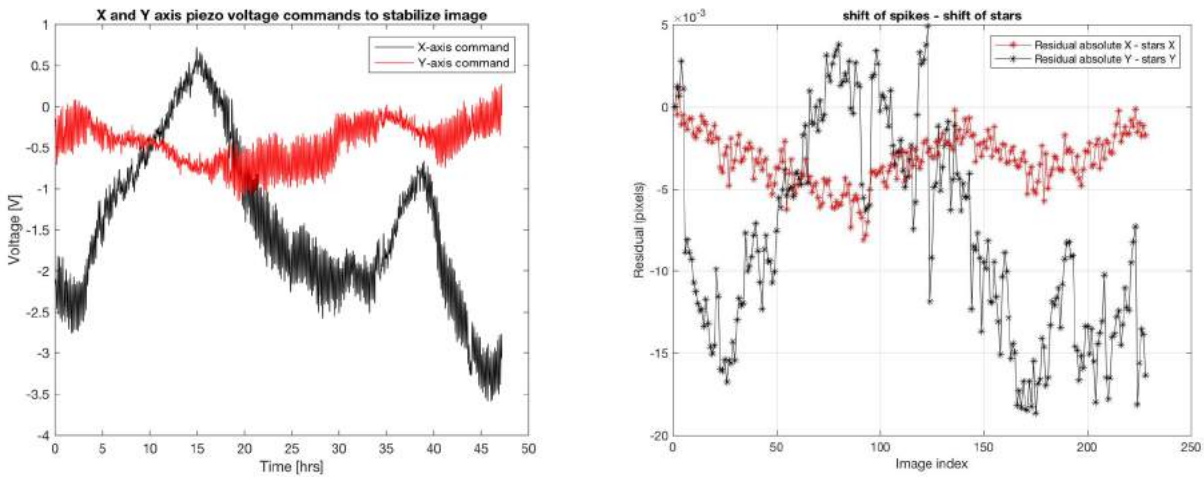 X and Y axis piezo voltage commands to stabilize image
X-axis command
Y-axis command
Voltage [V]
1
0.5
0
-0.5
-1
-1.5
-2
-2.5
-3
-3.5
-4
0 5 10 15 20 25 30 35 40 45 50
Time [hrs]
×10⁻³
shift of spikes - shift of stars
Residual absolute X - stars X
Residual absolute Y - stars Y
Residual (pixels)
5
0
-5
-10
-15
-20
0 50 100 150 200 250
Image index